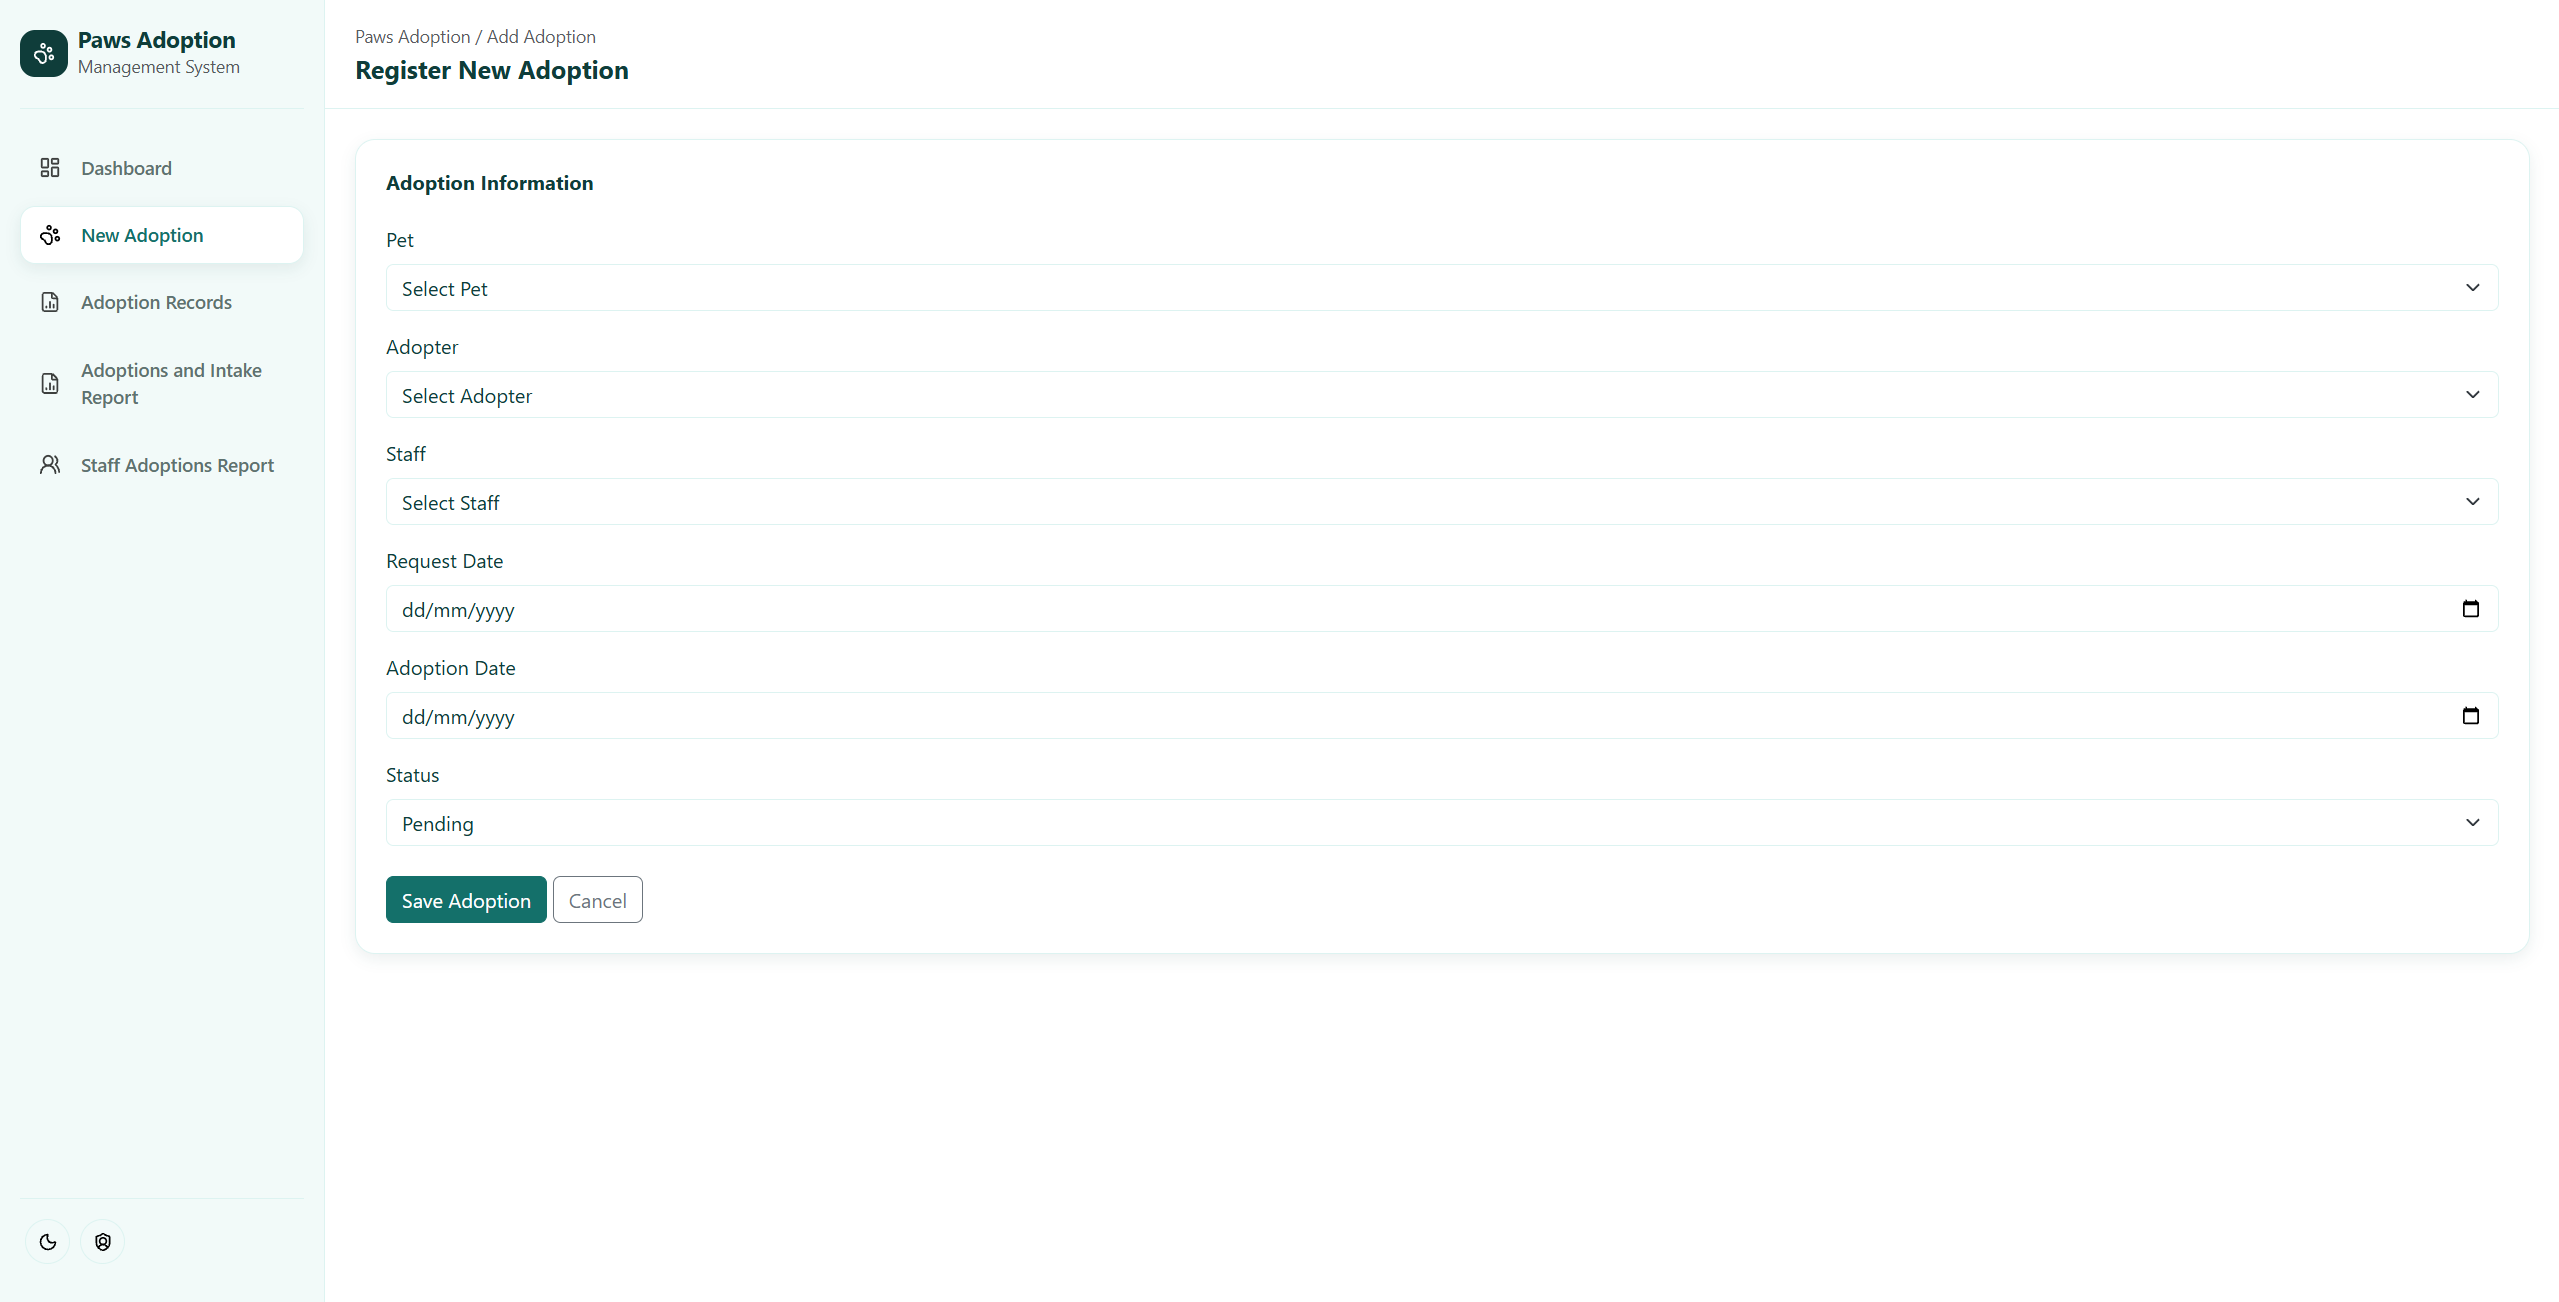 Paws Adoption
Management System
Dashboard
New Adoption
Adoption Records
Adoptions and Intake
Report
Staff Adoptions Report
Paws Adoption / Add Adoption
Register New Adoption
Adoption Information
Pet
Select Pet
Adopter
Select Adopter
Staff
Select Staff
Request Date
dd/mm/yyyy
Adoption Date
dd/mm/yyyy
Status
Pending
Save Adoption
Cancel